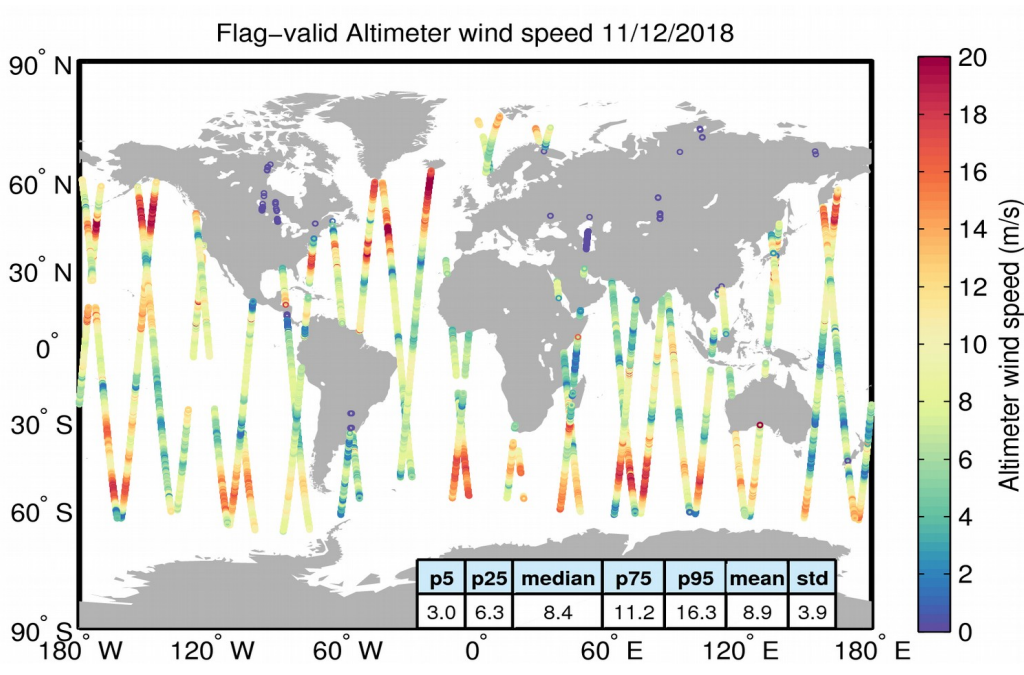 Flag−valid Altimeter wind speed 11/12/2018
90° N
60° N
30° N
0°
30° S
60° S
90° S
180° W
120° W
60° W
0°
60° E
120° E
180° E
20
18
16
14
12
10
8
6
4
2
0
Altimeter wind speed (m/s)
p5 p25 median p75 p95 mean std
3.0 6.3 8.4 11.2 16.3 8.9 3.9